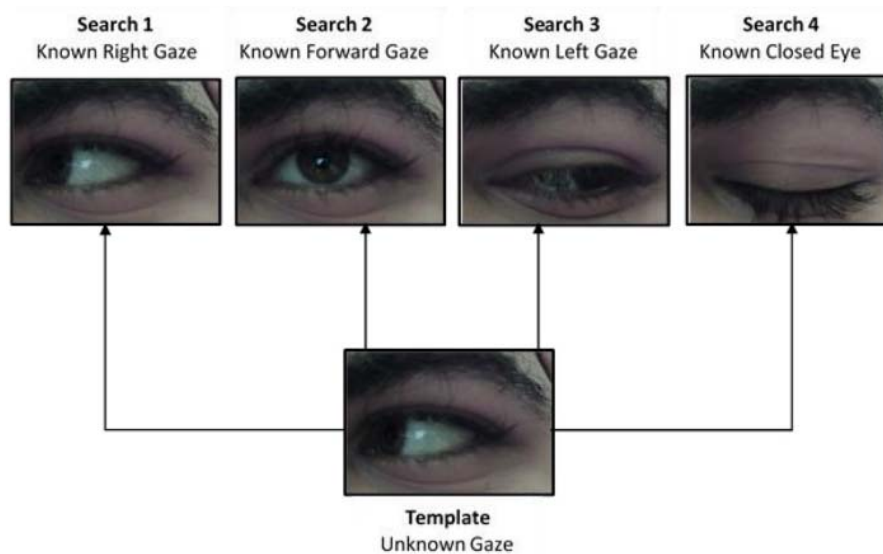 Search 1
Known Right Gaze
Search 2
Known Forward Gaze
Search 3
Known Left Gaze
Search 4
Known Closed Eye
Template
Unknown Gaze